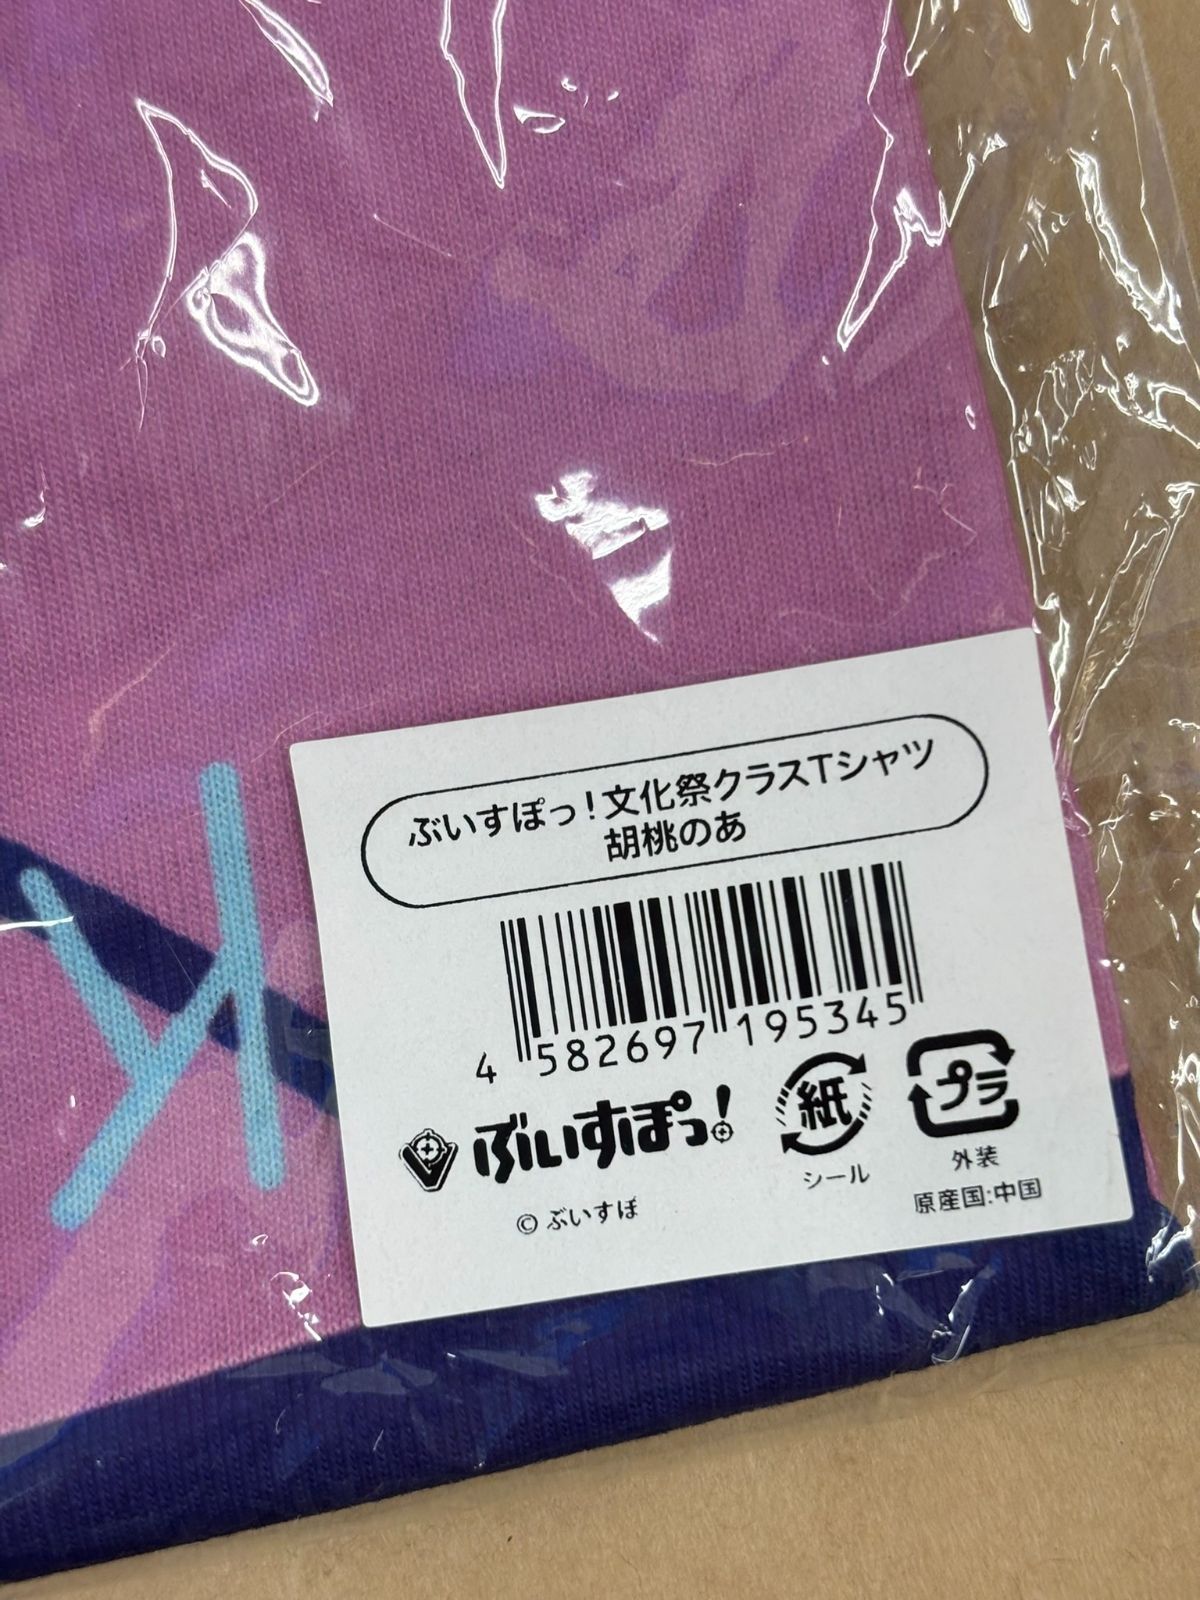 ぶいすぽっ!文化祭クラスTシャツ
胡桃のあ
4 582697 195345
ぶいすぽっ!
紙
プラ
シール
外装
© ぶいすぽ
原産国:中国